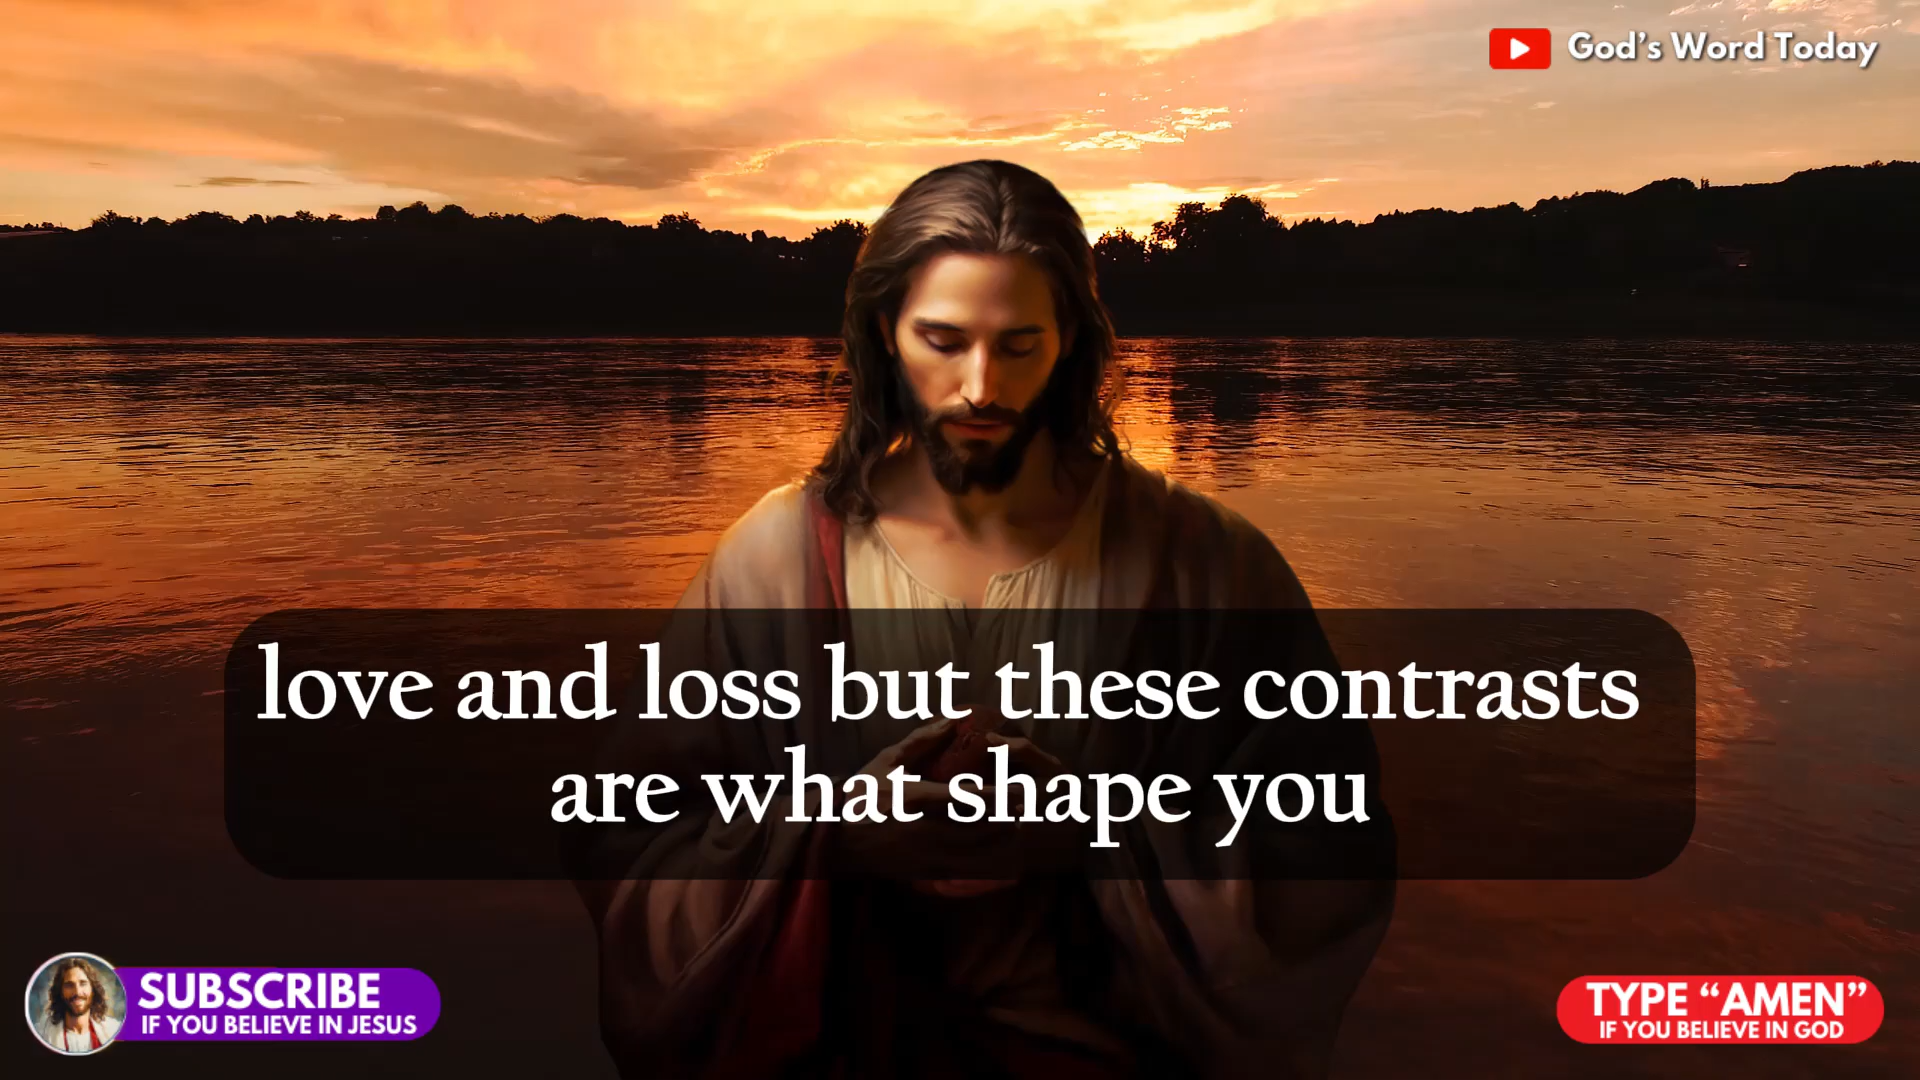 God's Word Today
love and loss but these contrasts
are what shape you
SUBSCRIBE
IF YOU BELIEVE IN JESUS
TYPE “AMEN”
IF YOU BELIEVE IN GOD